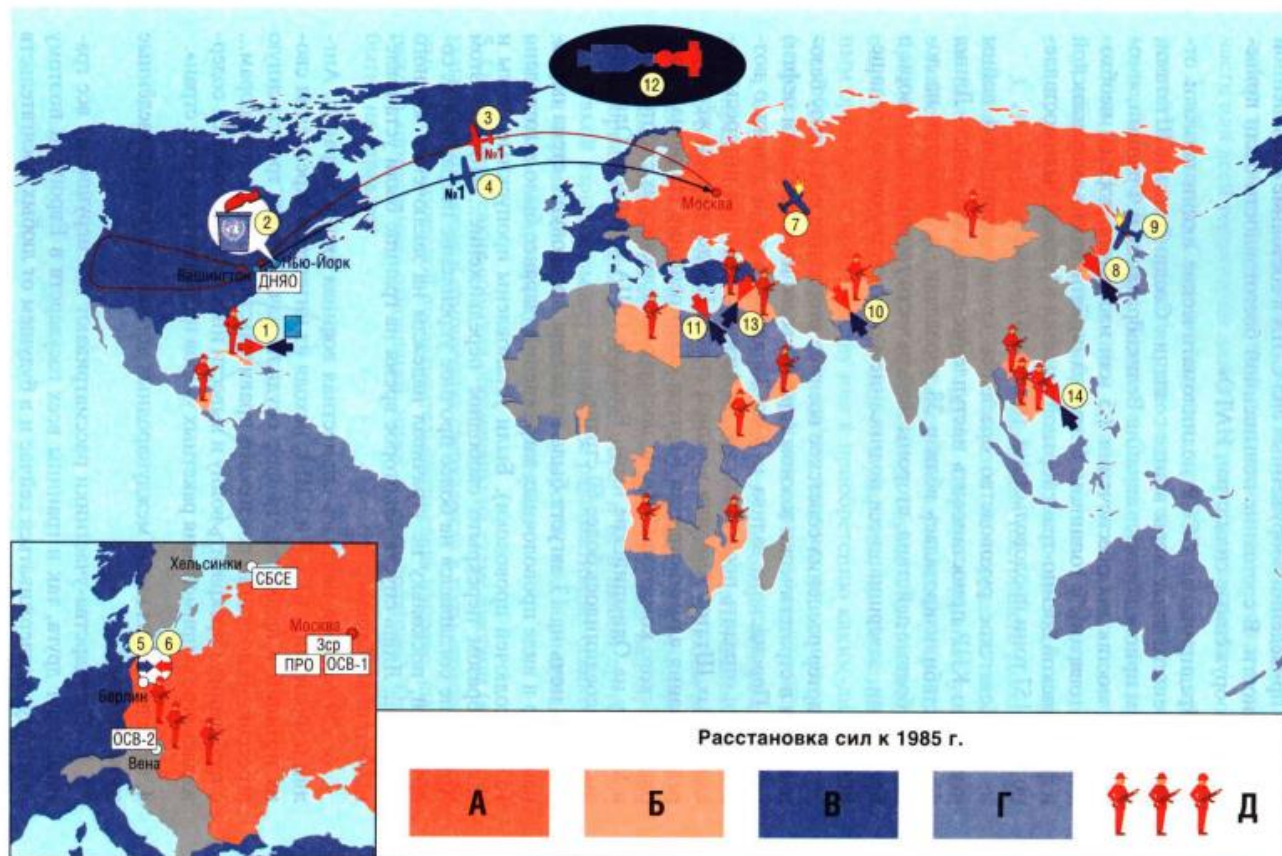 12
3
№1
№1
4
2
Москва
7
9
Нью-Йорк
Вашингтон
ДНЯО
8
1
11
13
10
14
Хельсинки
СБСЕ
5
6
Москва
3ср
ПРО
ОСВ-1
Берлин
ОСВ-2
Вена
Расстановка сил к 1985 г.
А
Б
В
Г
Д